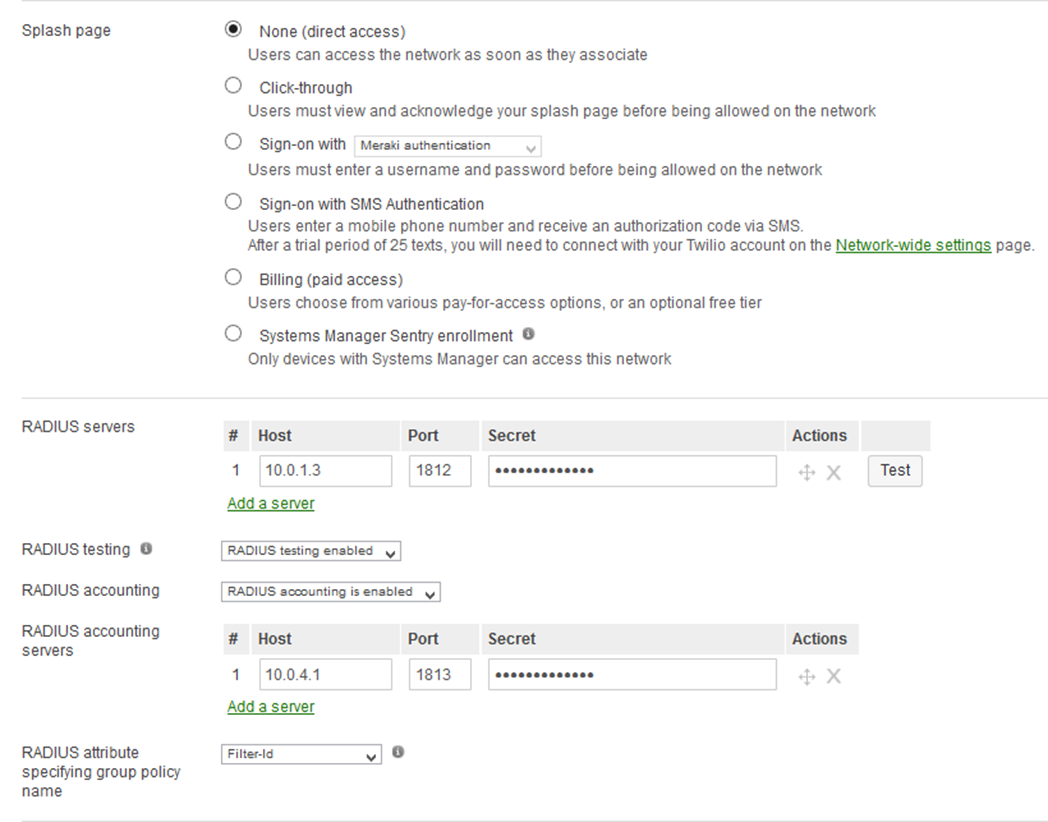 Splash page
None (direct access)
Users can access the network as soon as they associate
Click-through
Users must view and acknowledge your splash page before being allowed on the network
Sign-on with Meraki authentication
Users must enter a username and password before being allowed on the network
Sign-on with SMS Authentication
Users enter a mobile phone number and receive an authorization code via SMS.
After a trial period of 25 texts, you will need to connect with your Twilio account on the Network-wide settings page.
Billing (paid access)
Users choose from various pay-for-access options, or an optional free tier
Systems Manager Sentry enrollment i
Only devices with Systems Manager can access this network
RADIUS servers
# Host Port Secret Actions
1 10.0.1.3 1812 ••••••••••••• X Test
Add a server
RADIUS testing i RADIUS testing enabled
RADIUS accounting RADIUS accounting is enabled
RADIUS accounting
servers
# Host Port Secret Actions
1 10.0.4.1 1813 ••••••••••••• X
Add a server
RADIUS attribute
specifying group policy
name
Filter-Id i